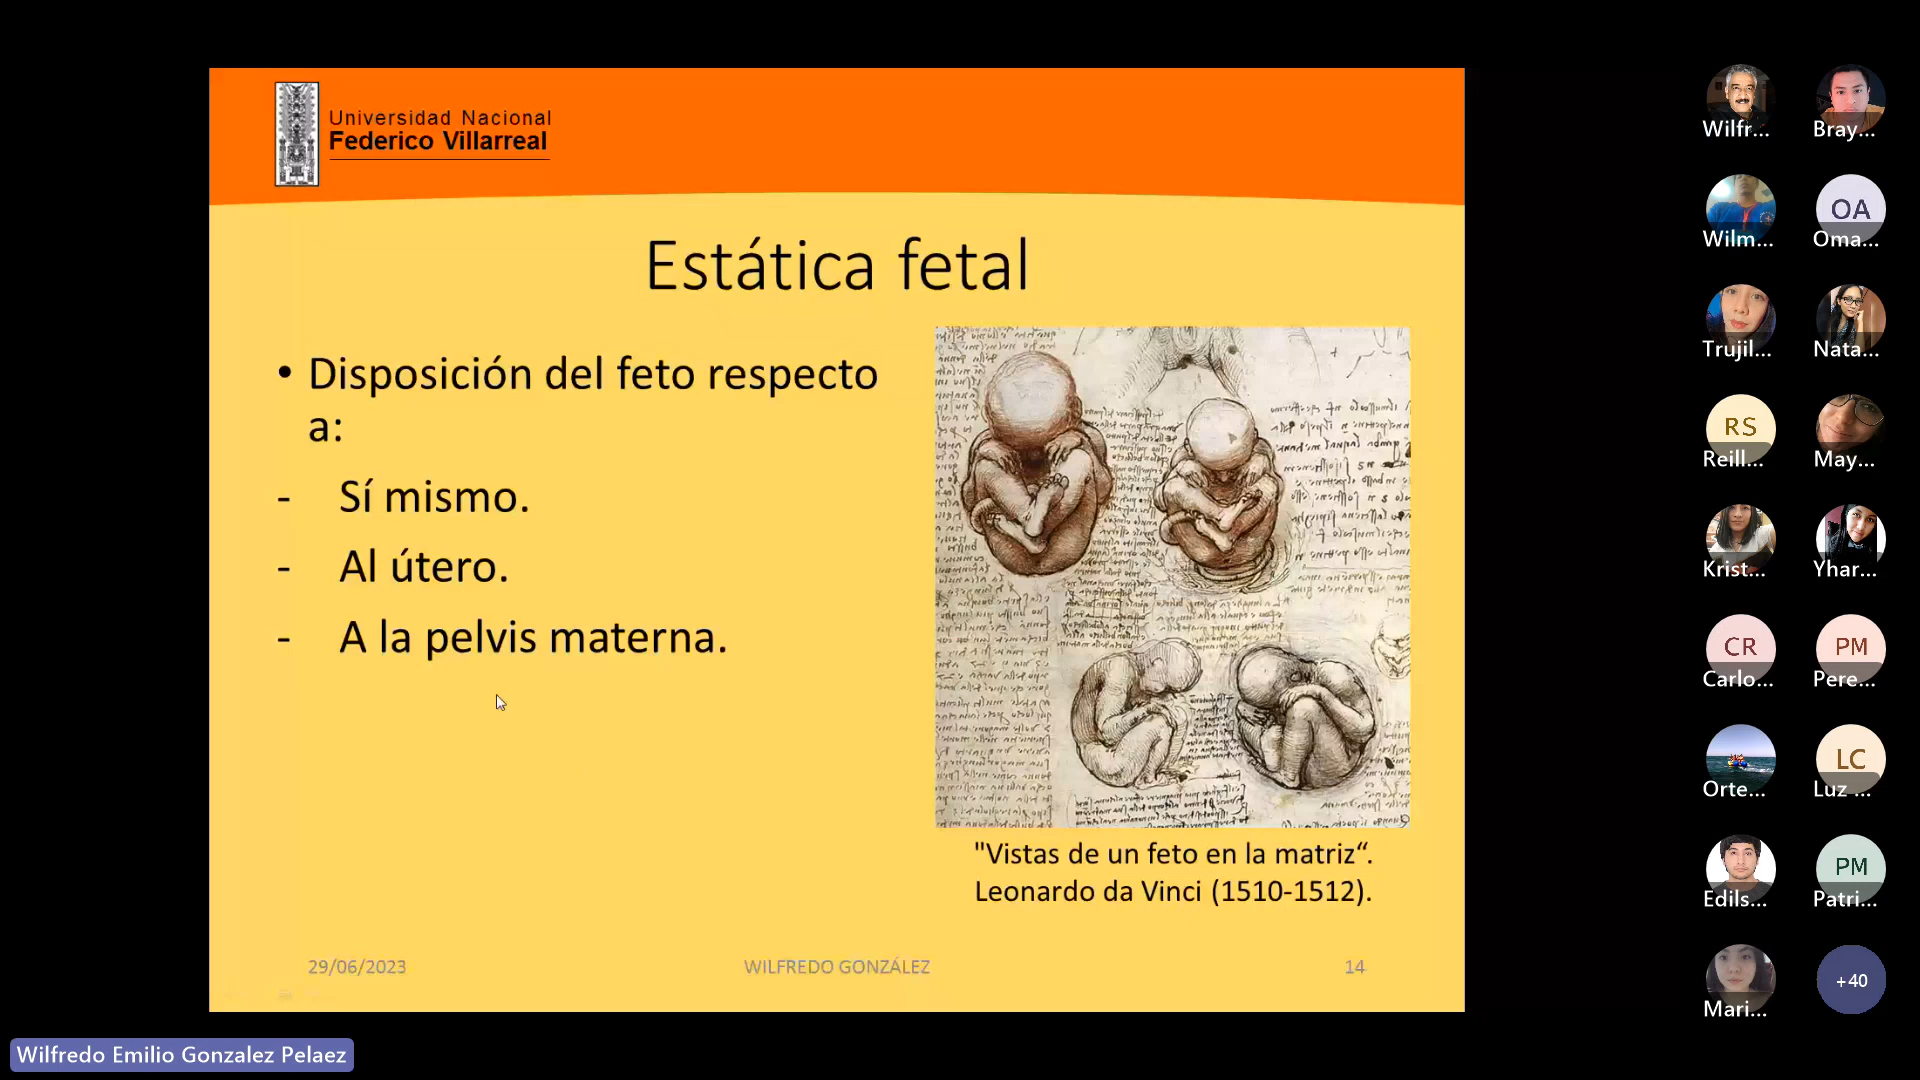 Universidad Nacional
Federico Villarreal
Estática fetal
• Disposición del feto respecto
a:
- Sí mismo.
- Al útero.
- A la pelvis materna.
"Vistas de un feto en la matriz“.
Leonardo da Vinci (1510-1512).
29/06/2023
WILFREDO GONZÁLEZ
14
Wilfr...
Bray...
Wilm...
OA
Oma...
Trujil...
Nata...
RS
Reill...
May...
Krist...
Yhar...
CR
Carlo...
PM
Pere...
Orte...
LC
Luz ...
Edils...
PM
Patri...
Mari...
+40
Wilfredo Emilio Gonzalez Pelaez